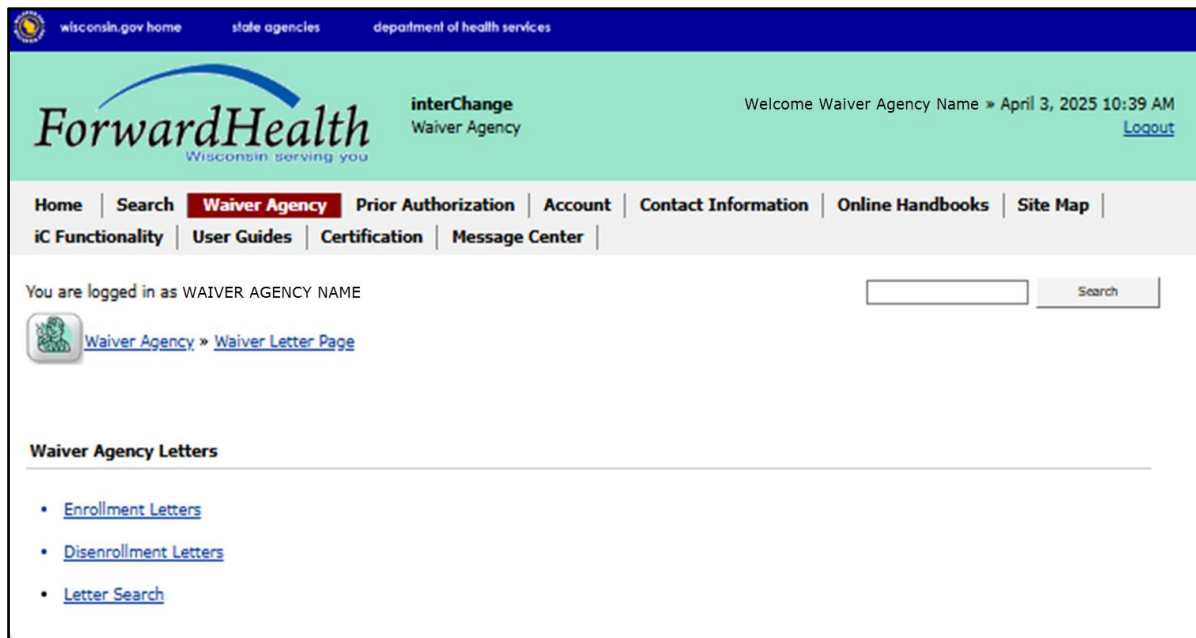 wisconsin.gov home state agencies department of health services
ForwardHealth
Wisconsin serving you
interChange
Waiver Agency
Welcome Waiver Agency Name » April 3, 2025 10:39 AM
Logout
Home | Search | Waiver Agency | Prior Authorization | Account | Contact Information | Online Handbooks | Site Map |
iC Functionality | User Guides | Certification | Message Center |
You are logged in as WAIVER AGENCY NAME
Search
Waiver Agency » Waiver Letter Page
Waiver Agency Letters
• Enrollment Letters
• Disenrollment Letters
• Letter Search